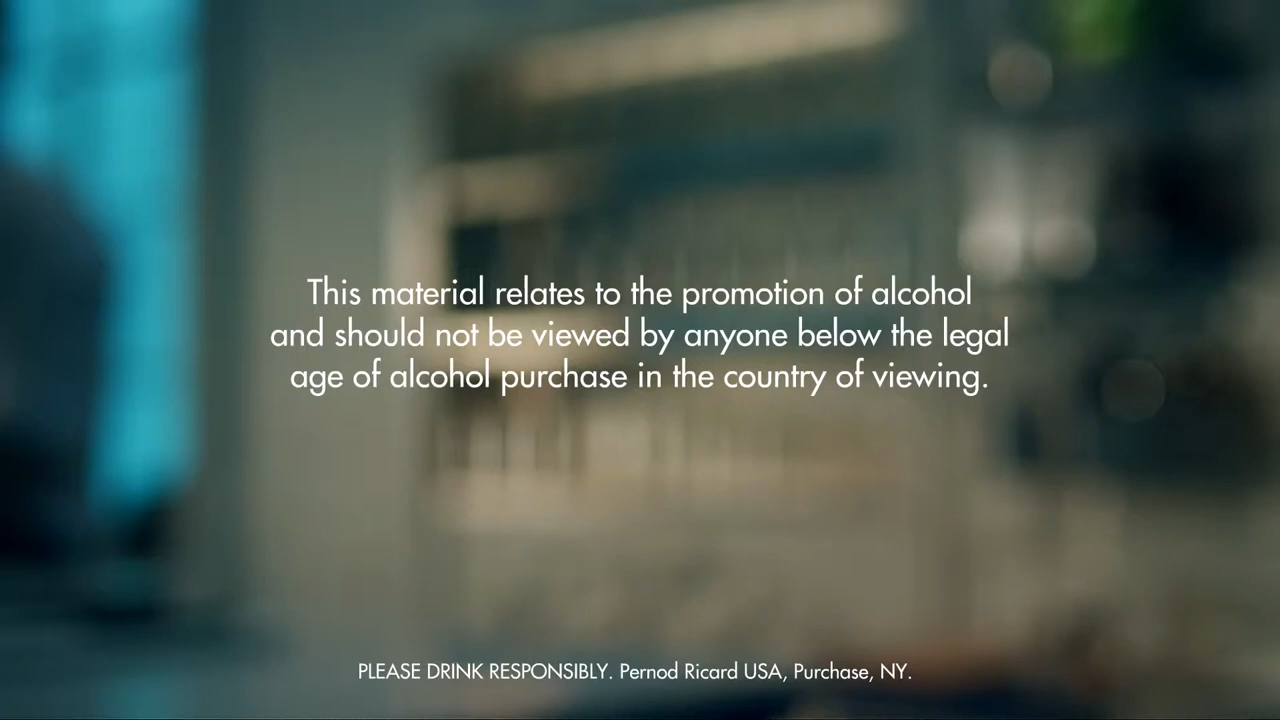 This material relates to the promotion of alcohol
and should not be viewed by anyone below the legal
age of alcohol purchase in the country of viewing.
PLEASE DRINK RESPONSIBLY. Pernod Ricard USA, Purchase, NY.